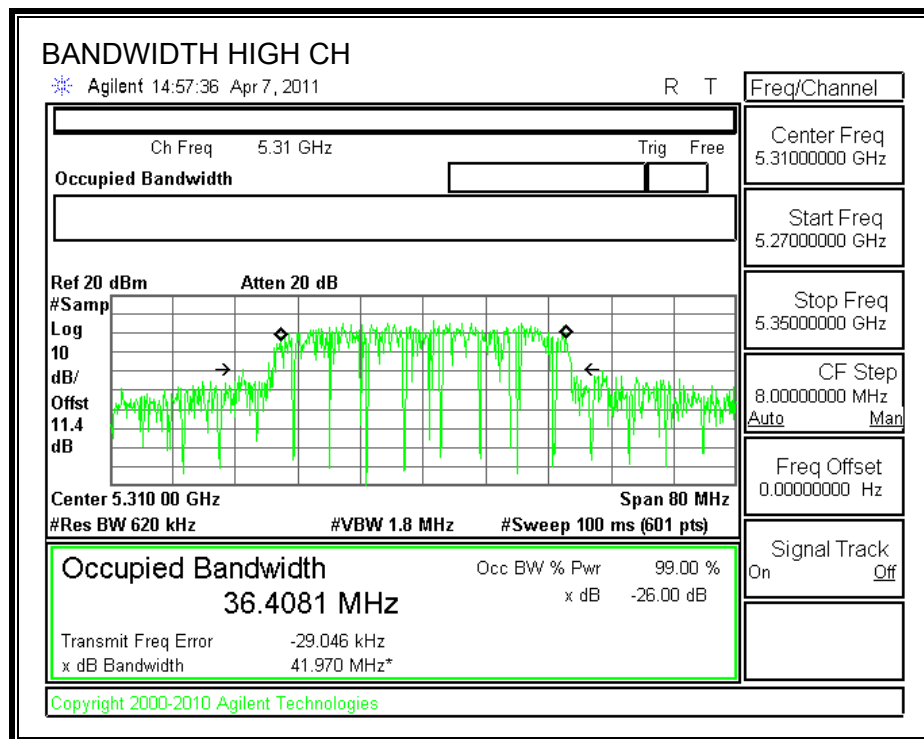 BANDWIDTH HIGH CH
Agilent 14:57:36 Apr 7, 2011 R T
Ch Freq 5.31 GHz Trig Free
Occupied Bandwidth
Ref 20 dBm Atten 20 dB
#Samp
Log
10
dB/
Offst
11.4
dB
Center 5.310 00 GHz Span 80 MHz
#Res BW 620 kHz #VBW 1.8 MHz #Sweep 100 ms (601 pts)
Occupied Bandwidth Occ BW % Pwr 99.00 %
36.4081 MHz x dB -26.00 dB
Transmit Freq Error -29.046 kHz
x dB Bandwidth 41.970 MHz*
Copyright 2000-2010 Agilent Technologies
Freq/Channel
Center Freq
5.31000000 GHz
Start Freq
5.27000000 GHz
Stop Freq
5.35000000 GHz
CF Step
8.00000000 MHz
Auto Man
Freq Offset
0.00000000 Hz
Signal Track
On Off